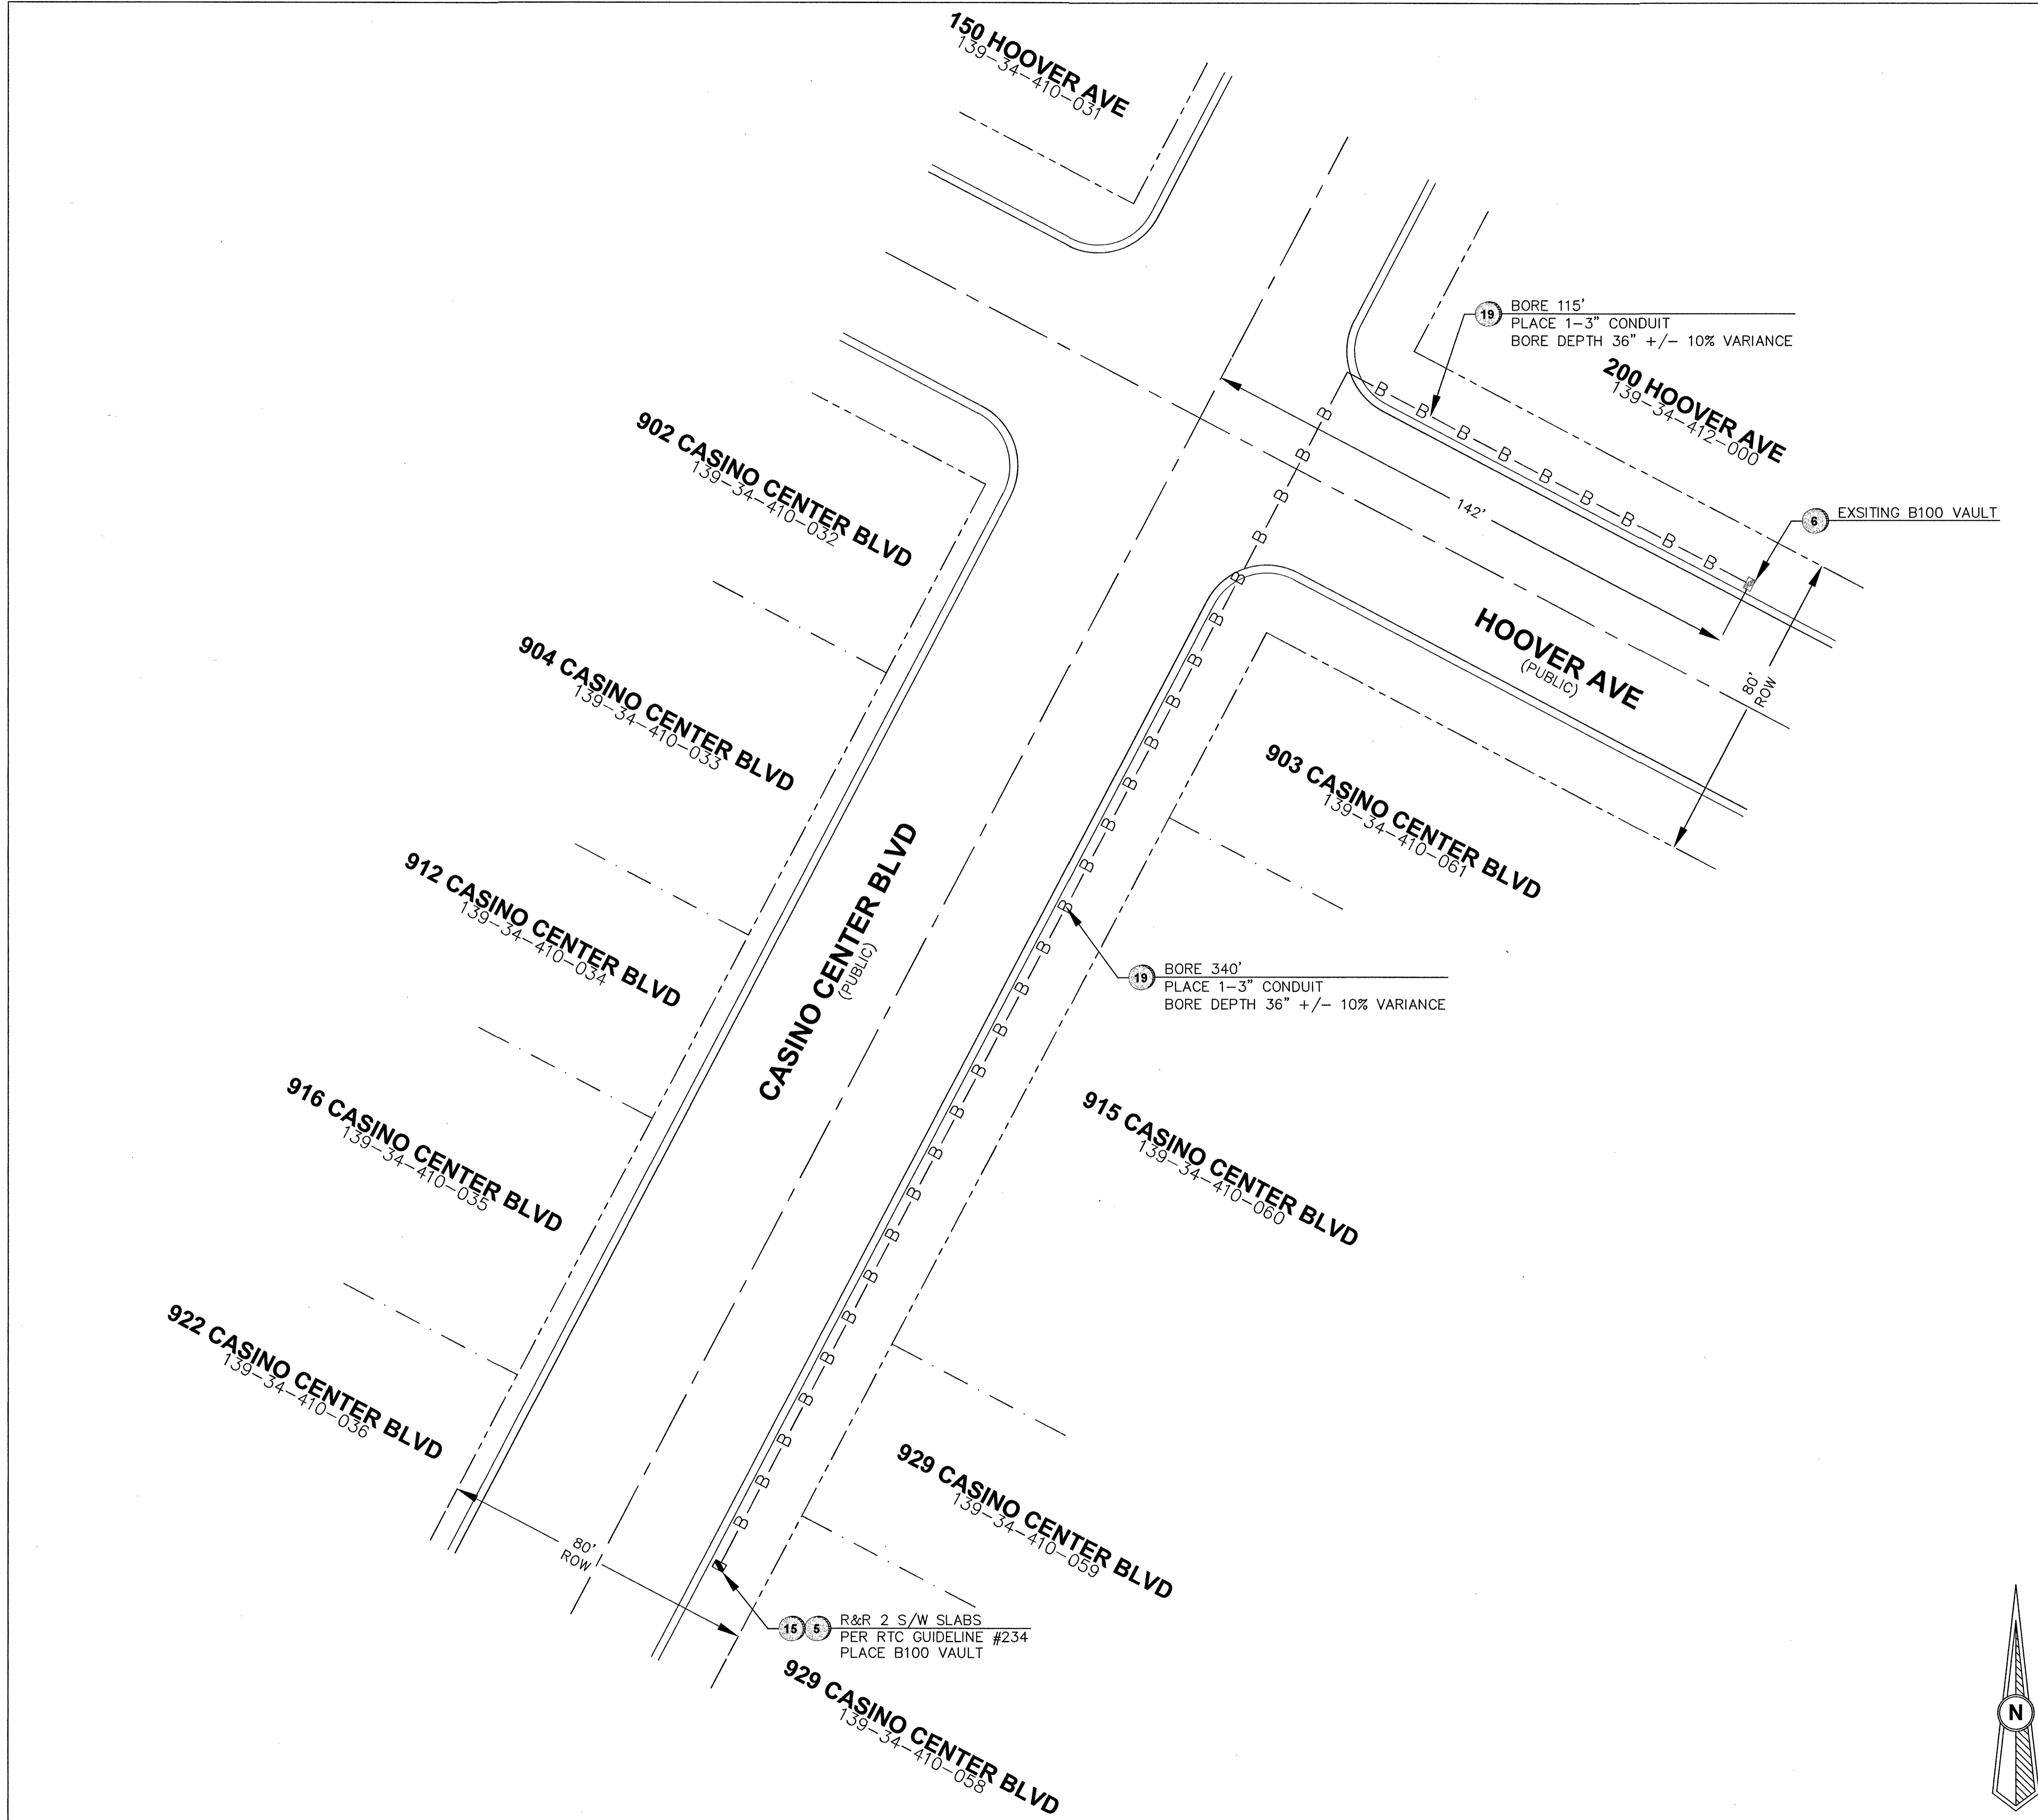 150 HOOVER AVE
139-34-410-031
19
BORE 115'
PLACE 1-3" CONDUIT
BORE DEPTH 36" +/- 10% VARIANCE
200 HOOVER AVE
139-34-412-000
902 CASINO CENTER BLVD
139-34-410-032
142'
6
EXSITING B100 VAULT
B B B B B B B B B
HOOVER AVE
(PUBLIC)
80'
ROW
904 CASINO CENTER BLVD
139-34-410-033
903 CASINO CENTER BLVD
139-34-410-061
912 CASINO CENTER BLVD
139-34-410-034
CASINO CENTER BLVD
(PUBLIC)
19
BORE 340'
PLACE 1-3" CONDUIT
BORE DEPTH 36" +/- 10% VARIANCE
B B B B B B B B B B B B B B B B B B B B B B B B B B B B
916 CASINO CENTER BLVD
139-34-410-035
915 CASINO CENTER BLVD
139-34-410-060
922 CASINO CENTER BLVD
139-34-410-036
929 CASINO CENTER BLVD
139-34-410-059
80'
ROW
15 5
R&R 2 S/W SLABS
PER RTC GUIDELINE #234
PLACE B100 VAULT
929 CASINO CENTER BLVD
139-34-410-058
N